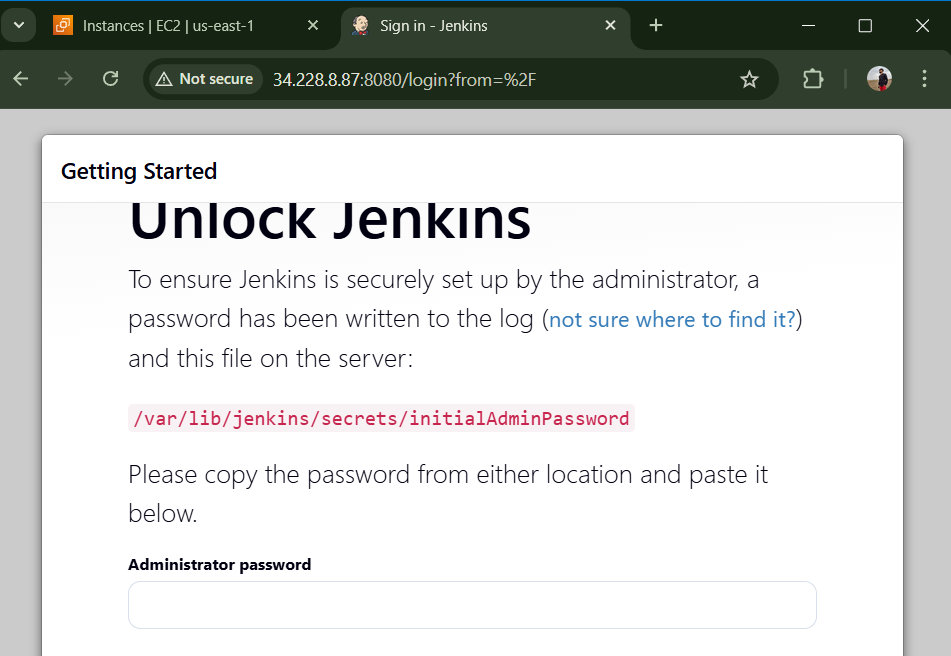 Instances | EC2 | us-east-1
Sign in - Jenkins
Not secure
34.228.8.87:8080/login?from=%2F
Getting Started
Unlock Jenkins
To ensure Jenkins is securely set up by the administrator, a
password has been written to the log (not sure where to find it?)
and this file on the server:
/var/lib/jenkins/secrets/initialAdminPassword
Please copy the password from either location and paste it
below.
Administrator password